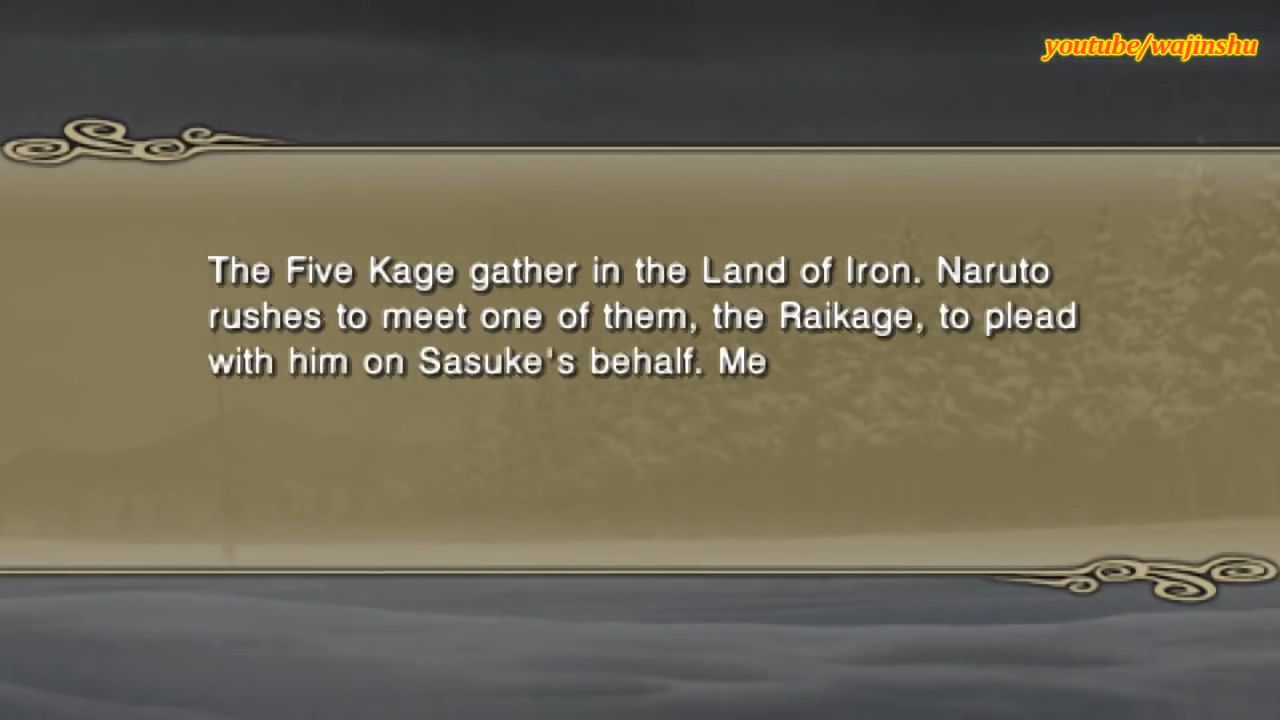 youtube/wajinshu
The Five Kage gather in the Land of Iron. Naruto
rushes to meet one of them, the Raikage, to plead
with him on Sasuke's behalf. Me